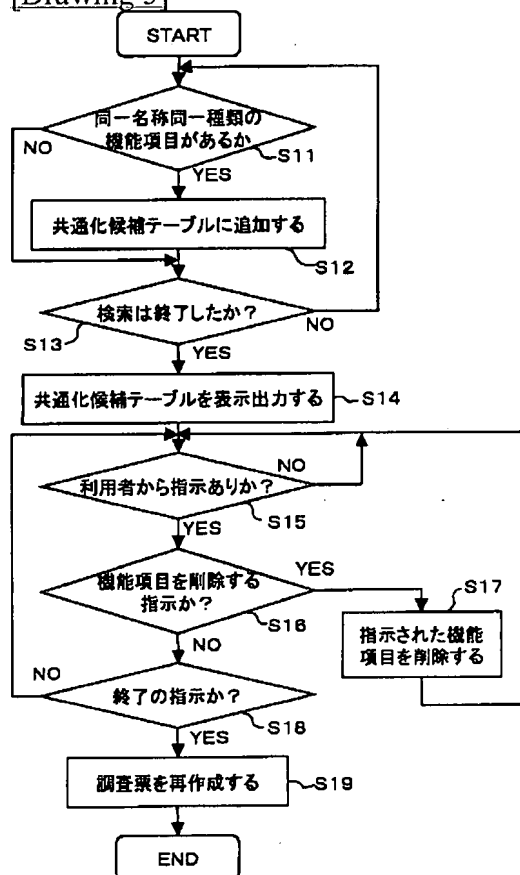 [Drawing 3]
START
同一名称同一種類の
機能項目があるか
NO
S11
YES
共通化候補テーブルに追加する
S12
検索は終了したか？
S13
NO
YES
共通化候補テーブルを表示出力する
S14
NO
利用者から指示ありか？
S15
YES
機能項目を削除する
指示か？
YES
S16
S17
指示された機能
項目を削除する
NO
NO
終了の指示か？
S18
YES
調査票を再作成する
S19
END